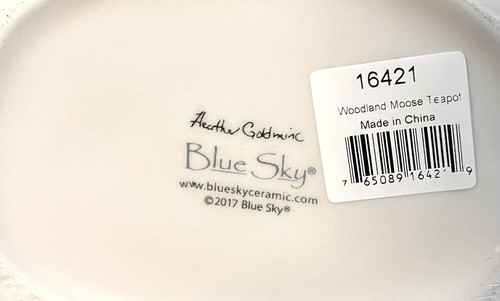 Heather Goldminc
Blue Sky®
www.blueskyceramic.com
©2017 Blue Sky®
16421
Woodland Moose Teapot
Made in China
7 65089 1642 9